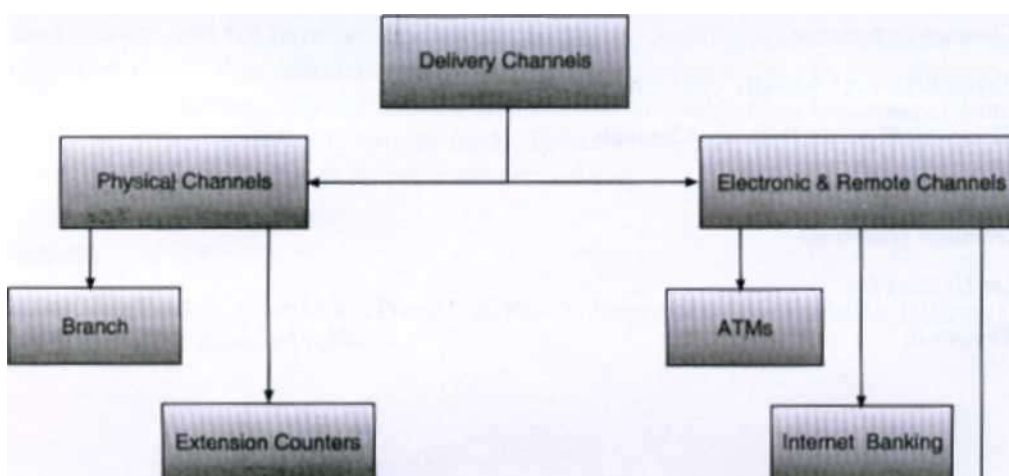 Delivery Channels
Physical Channels
Electronic & Remote Channels
Branch
ATMs
Extension Counters
Internet Banking